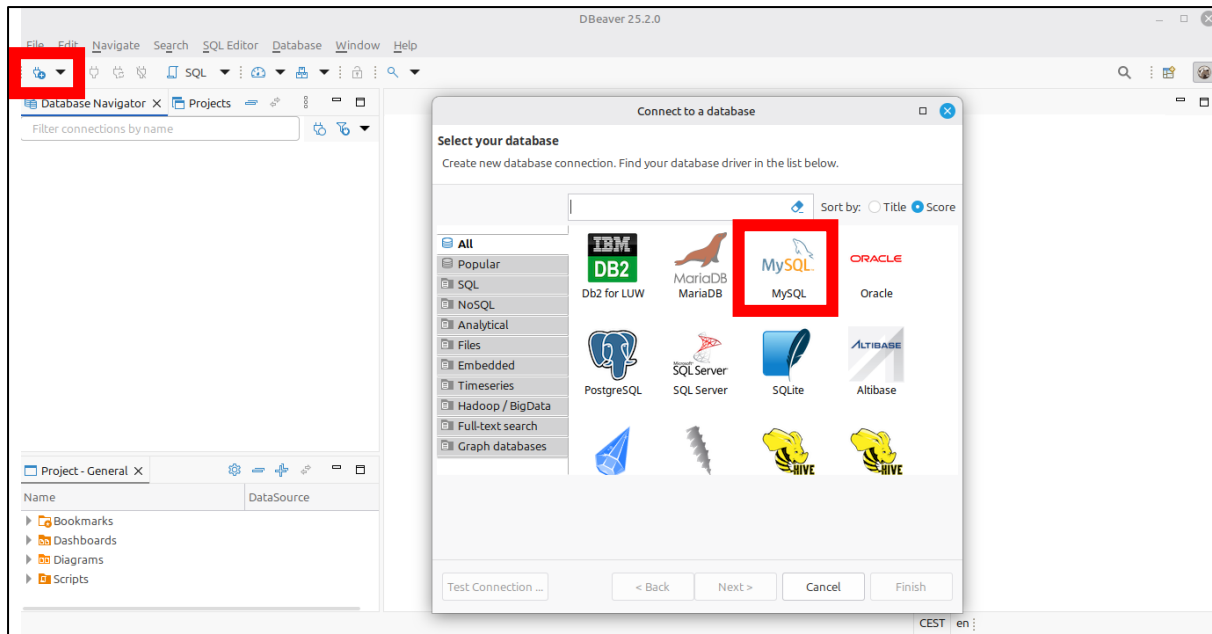 DBeaver 25.2.0
File Edit Navigate Search SQL Editor Database Window Help
SQL
Database Navigator Projects
Filter connections by name
Connect to a database
Select your database
Create new database connection. Find your database driver in the list below.
Sort by: Title Score
All
Popular
SQL
NoSQL
Analytical
Files
Embedded
Timeseries
Hadoop / BigData
Full-text search
Graph databases
IBM
DB2
MariaDB
MySQL
ORACLE
Db2 for LUW MariaDB MySQL Oracle
Microsoft
SQL Server
ALTIBASE
PostgreSQL SQL Server SQLite Altibase
HIVE HIVE
Project - General
Name DataSource
Bookmarks
Dashboards
Diagrams
Scripts
Test Connection ... < Back Next > Cancel Finish
CEST en